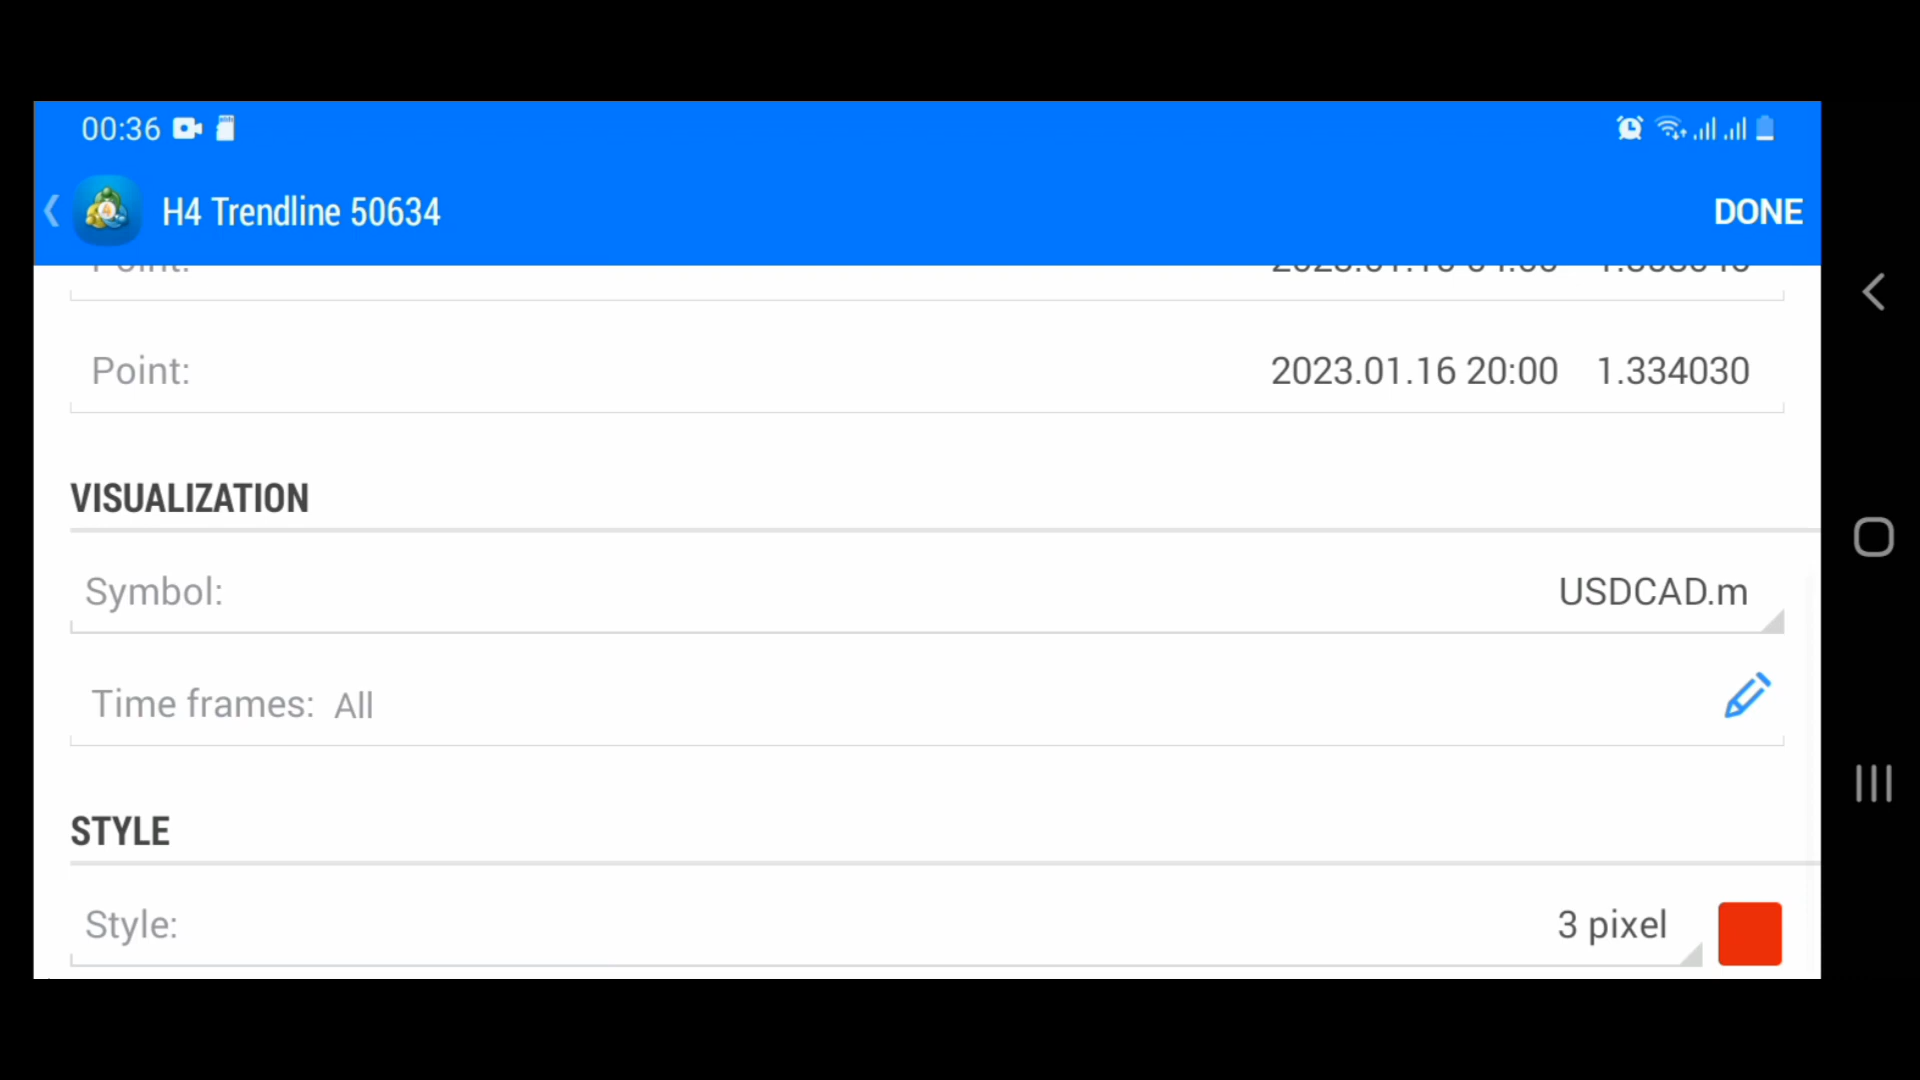 00:36
H4 Trendline 50634
DONE
Point: 2023.01.16 20:00 1.334030
VISUALIZATION
Symbol: USDCAD.m
Time frames: All
STYLE
Style: 3 pixel